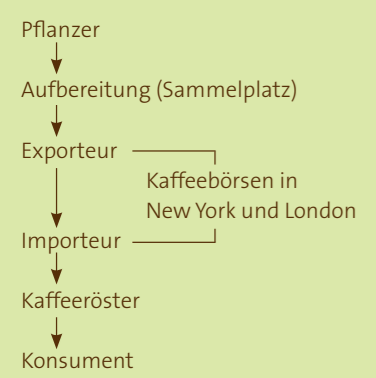 Pflanzer
Aufbereitung (Sammelplatz)
Exporteur
Kaffeebörsen in
New York und London
Importeur
Kaffeeröster
Konsument